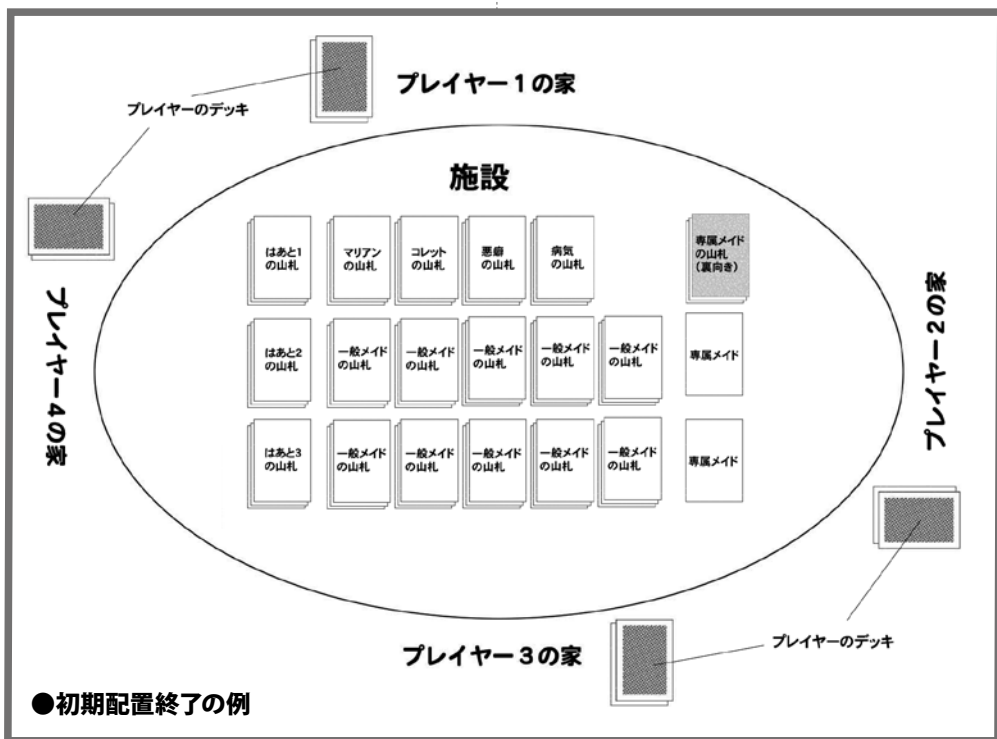 プレイヤー1の家
プレイヤーのデッキ
施設
はあと1
の山札
マリアン
の山札
コレット
の山札
悪癖
の山札
病気
の山札
専属メイド
の山札
(裏向き)
はあと2
の山札
一般メイド
の山札
一般メイド
の山札
一般メイド
の山札
一般メイド
の山札
一般メイド
の山札
専属メイド
はあと3
の山札
一般メイド
の山札
一般メイド
の山札
一般メイド
の山札
一般メイド
の山札
一般メイド
の山札
専属メイド
プレイヤー4の家
プレイヤー2の家
プレイヤー3の家
プレイヤーのデッキ
●初期配置終了の例